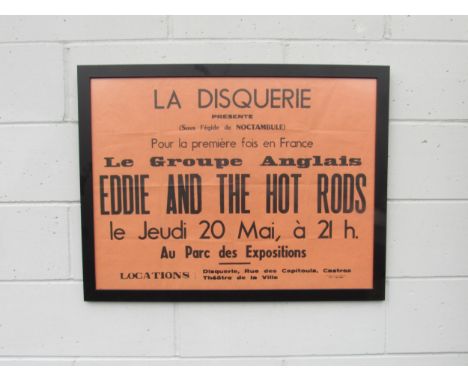 LA DISQUERIE
PRÉSENTE
(Sous l'égide de NOCTAMBULE)
Pour la première fois en France
Le Groupe Anglais
EDDIE AND THE HOT RODS
le Jeudi 20 Mai, à 21 h.
Au Parc des Expositions
LOCATIONS : Disquerie, Rue des Capitouls, Castres
Théâtre de la Ville